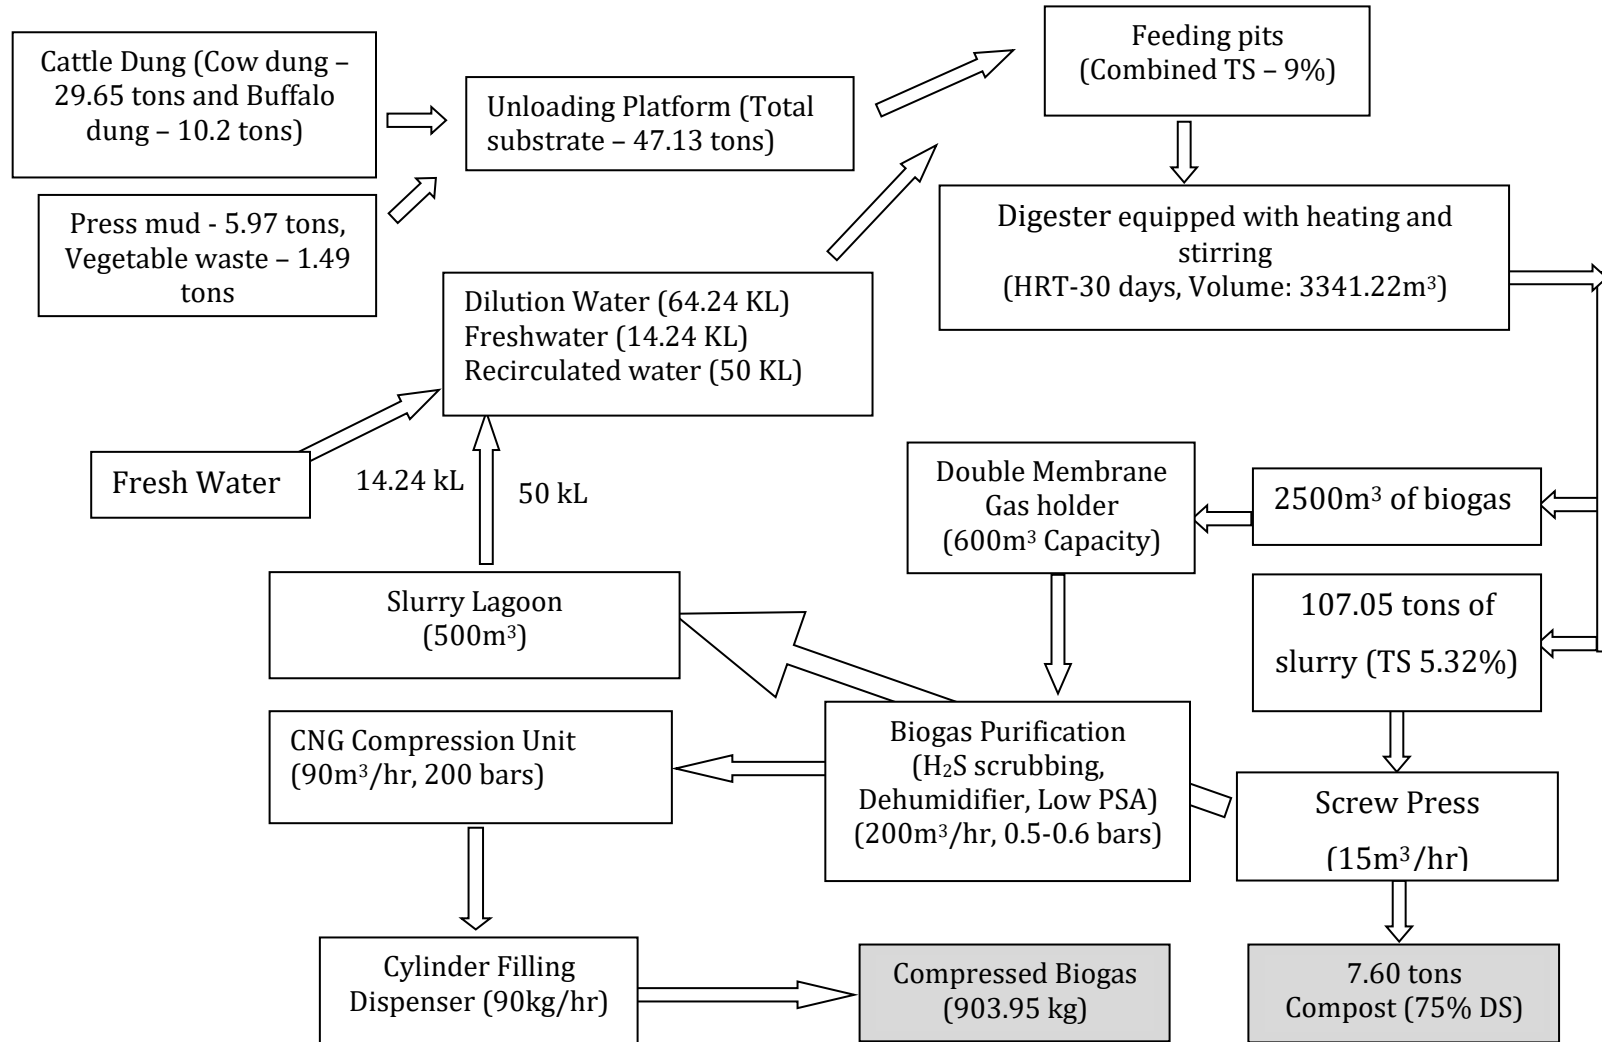 Cattle Dung (Cow dung –
29.65 tons and Buffalo
dung – 10.2 tons)
Unloading Platform (Total
substrate – 47.13 tons)
Feeding pits
(Combined TS – 9%)
Press mud - 5.97 tons,
Vegetable waste – 1.49
tons
Digester equipped with heating and
stirring
(HRT-30 days, Volume: 3341.22m³)
Dilution Water (64.24 KL)
Freshwater (14.24 KL)
Recirculated water (50 KL)
Fresh Water
14.24 kL
50 kL
Double Membrane
Gas holder
(600m³ Capacity)
2500m³ of biogas
Slurry Lagoon
(500m³)
107.05 tons of
slurry (TS 5.32%)
CNG Compression Unit
(90m³/hr, 200 bars)
Biogas Purification
(H₂S scrubbing,
Dehumidifier, Low PSA)
(200m³/hr, 0.5-0.6 bars)
Screw Press
(15m³/hr)
Cylinder Filling
Dispenser (90kg/hr)
Compressed Biogas
(903.95 kg)
7.60 tons
Compost (75% DS)